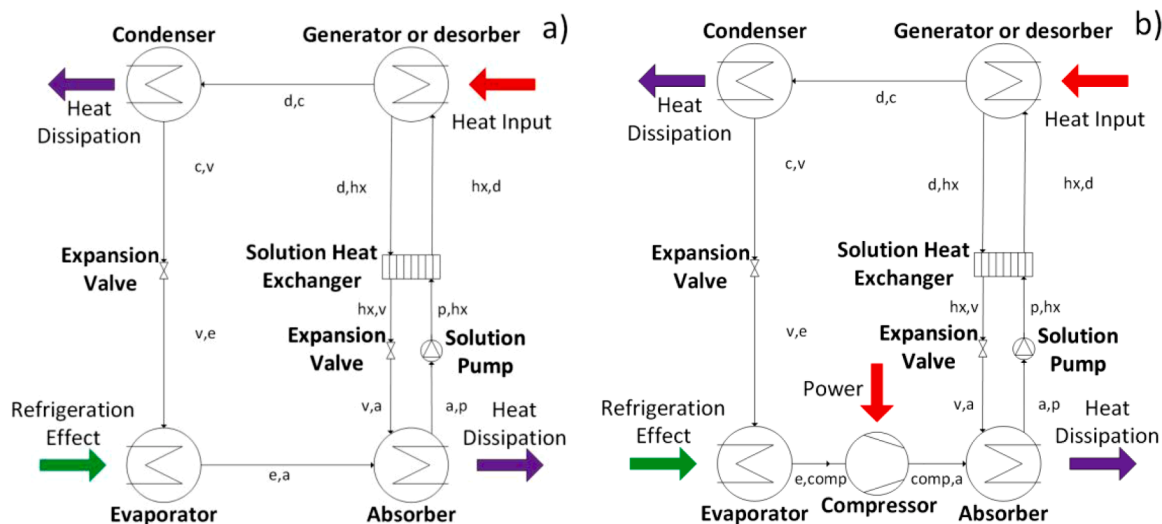 a)
Condenser
Generator or desorber
Heat
Dissipation
d,c
Heat Input
c,v
d,hx
hx,d
Expansion
Valve
Solution Heat
Exchanger
hx,v
p,hx
v,e
Expansion
Valve
Solution
Pump
Refrigeration
Effect
v,a
a,p
Heat
Dissipation
e,a
Evaporator
Absorber
b)
Condenser
Generator or desorber
Heat
Dissipation
d,c
Heat Input
c,v
d,hx
hx,d
Expansion
Valve
Solution Heat
Exchanger
hx,v
p,hx
v,e
Expansion
Valve
Solution
Pump
Power
Refrigeration
Effect
v,a
a,p
Heat
Dissipation
e,comp
comp,a
Evaporator
Compressor
Absorber